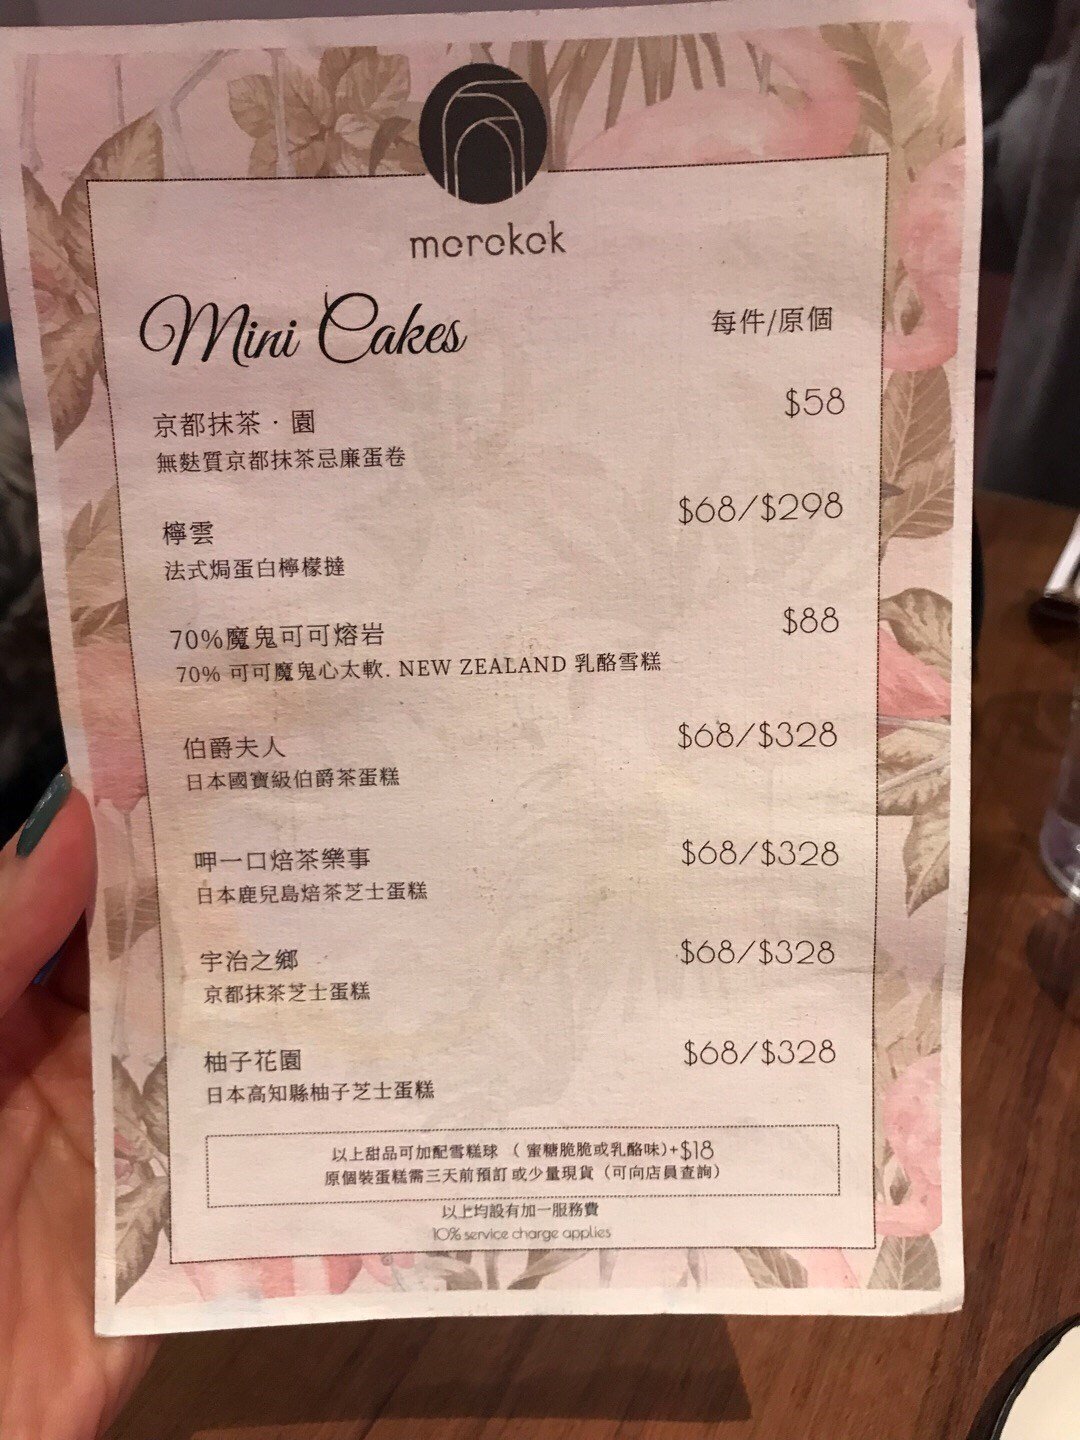 merokok
Mini Cakes
每件/原個
京都抹茶·園
$58
無麩質京都抹茶忌廉蛋卷
檸雲
$68/$298
法式焗蛋白檸檬撻
70%魔鬼可可熔岩
$88
70% 可可魔鬼心太軟. NEW ZEALAND 乳酪雪糕
伯爵夫人
$68/$328
日本國寶級伯爵茶蛋糕
呷一口焙茶樂事
$68/$328
日本鹿兒島焙茶芝士蛋糕
宇治之鄉
$68/$328
京都抹茶芝士蛋糕
柚子花園
$68/$328
日本高知縣柚子芝士蛋糕
以上甜品可加配雪糕球 ( 蜜糖脆脆或乳酪味)+$18
原個裝蛋糕需三天前預訂 或少量現貨 (可向店員查詢)
以上均設有加一服務費
10% service charge applies